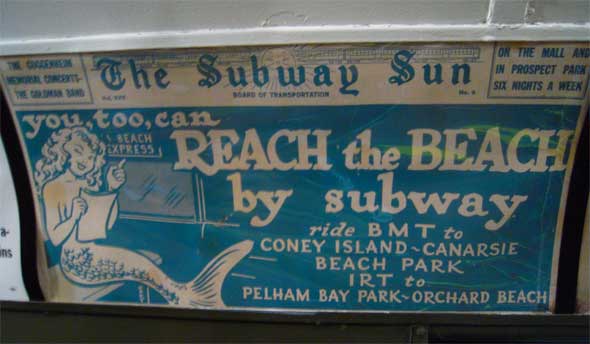 THE GUGGENHEIM
MEMORIAL CONCERTS-
THE GOLDMAN BAND
The Subway Sun
BOARD OF TRANSPORTATION
ON THE MALL AND
IN PROSPECT PARK
SIX NIGHTS A WEEK
you, too, can
BEACH
EXPRESS
REACH the BEACH
by subway
ride BMT to
CONEY ISLAND~CANARSIE
BEACH PARK
IRT to
PELHAM BAY PARK~ORCHARD BEACH